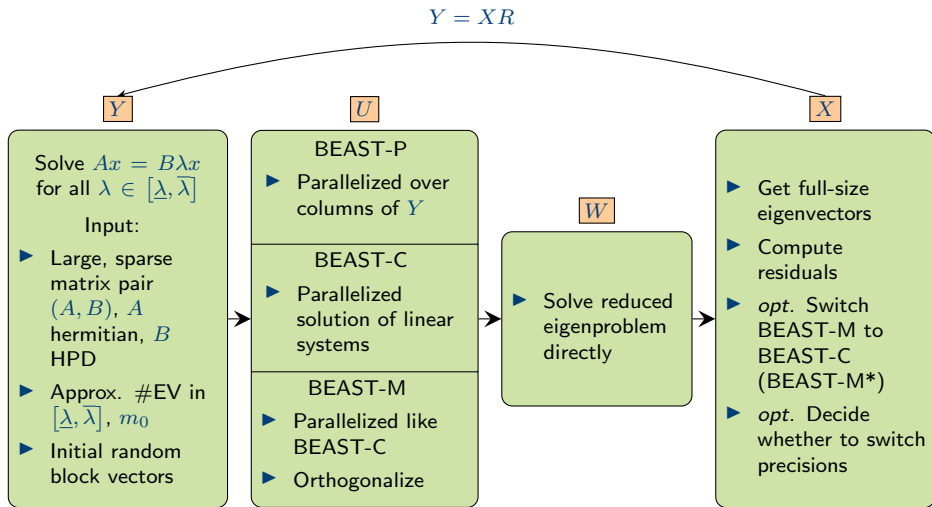 Y = XR
Y
U
X
Solve Ax = Bλx
for all λ ∈ [λ̲, λ̅]
Input:
► Large, sparse
matrix pair
(A, B), A
hermitian, B
HPD
► Approx. #EV in
[λ̲, λ̅], m₀
► Initial random
block vectors
BEAST-P
► Parallelized over
columns of Y
BEAST-C
► Parallelized
solution of linear
systems
BEAST-M
► Parallelized like
BEAST-C
► Orthogonalize
W
► Solve reduced
eigenproblem
directly
► Get full-size
eigenvectors
► Compute
residuals
► opt. Switch
BEAST-M to
BEAST-C
(BEAST-M*)
► opt. Decide
whether to switch
precisions